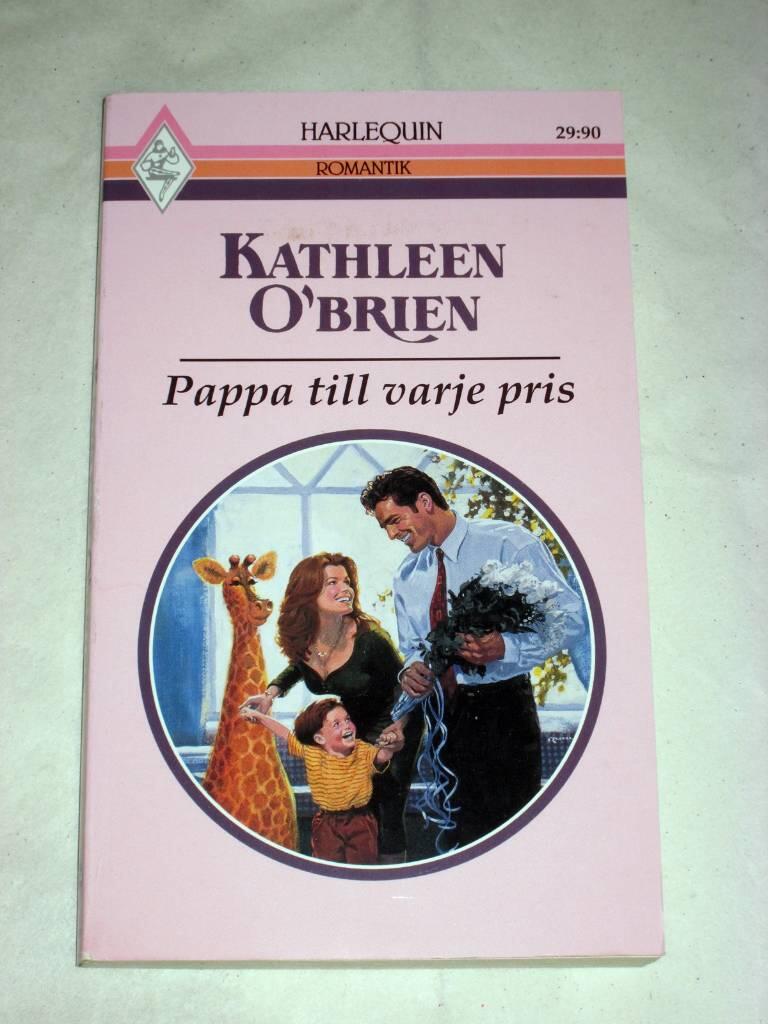 HARLEQUIN
29:90
ROMANTIK
KATHLEEN
O'BRIEN
Pappa till varje pris